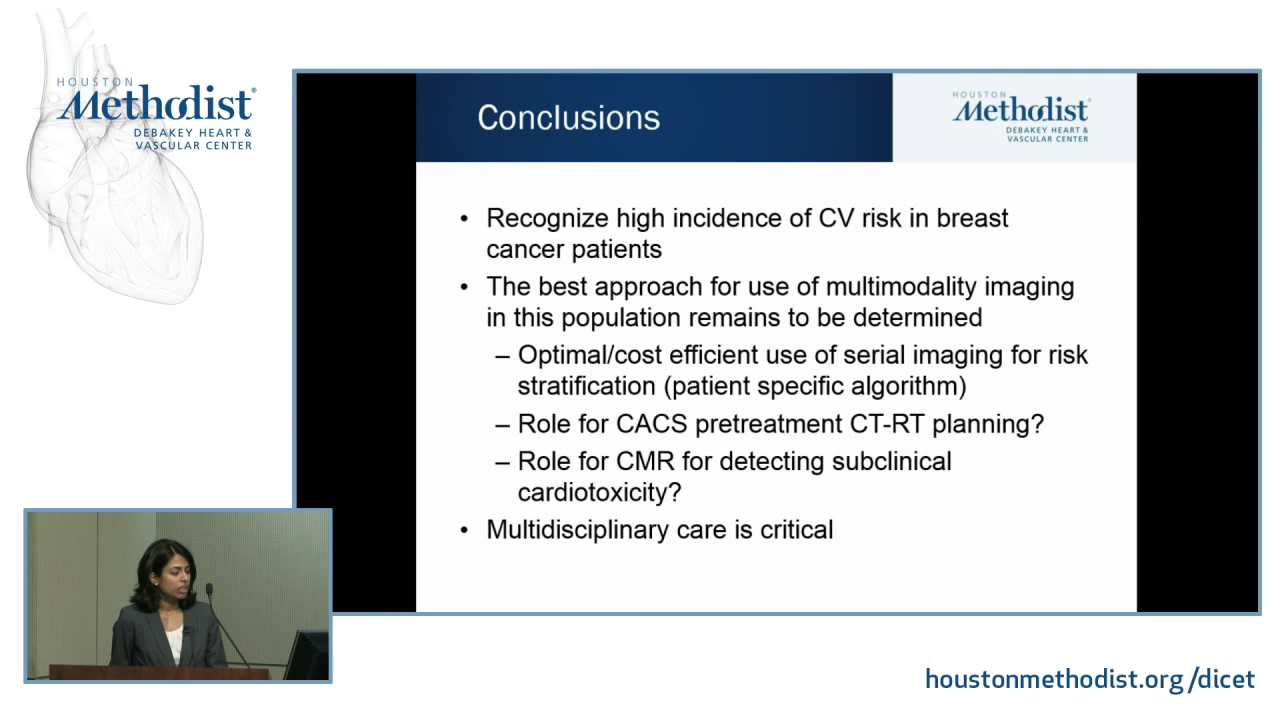 HOUSTON
Methodist®
DEBAKEY HEART &
VASCULAR CENTER
Conclusions
HOUSTON
Methodist®
DEBAKEY HEART &
VASCULAR CENTER
• Recognize high incidence of CV risk in breast
cancer patients
• The best approach for use of multimodality imaging
in this population remains to be determined
– Optimal/cost efficient use of serial imaging for risk
stratification (patient specific algorithm)
– Role for CACS pretreatment CT-RT planning?
– Role for CMR for detecting subclinical
cardiotoxicity?
• Multidisciplinary care is critical
houstonmethodist.org/dicet